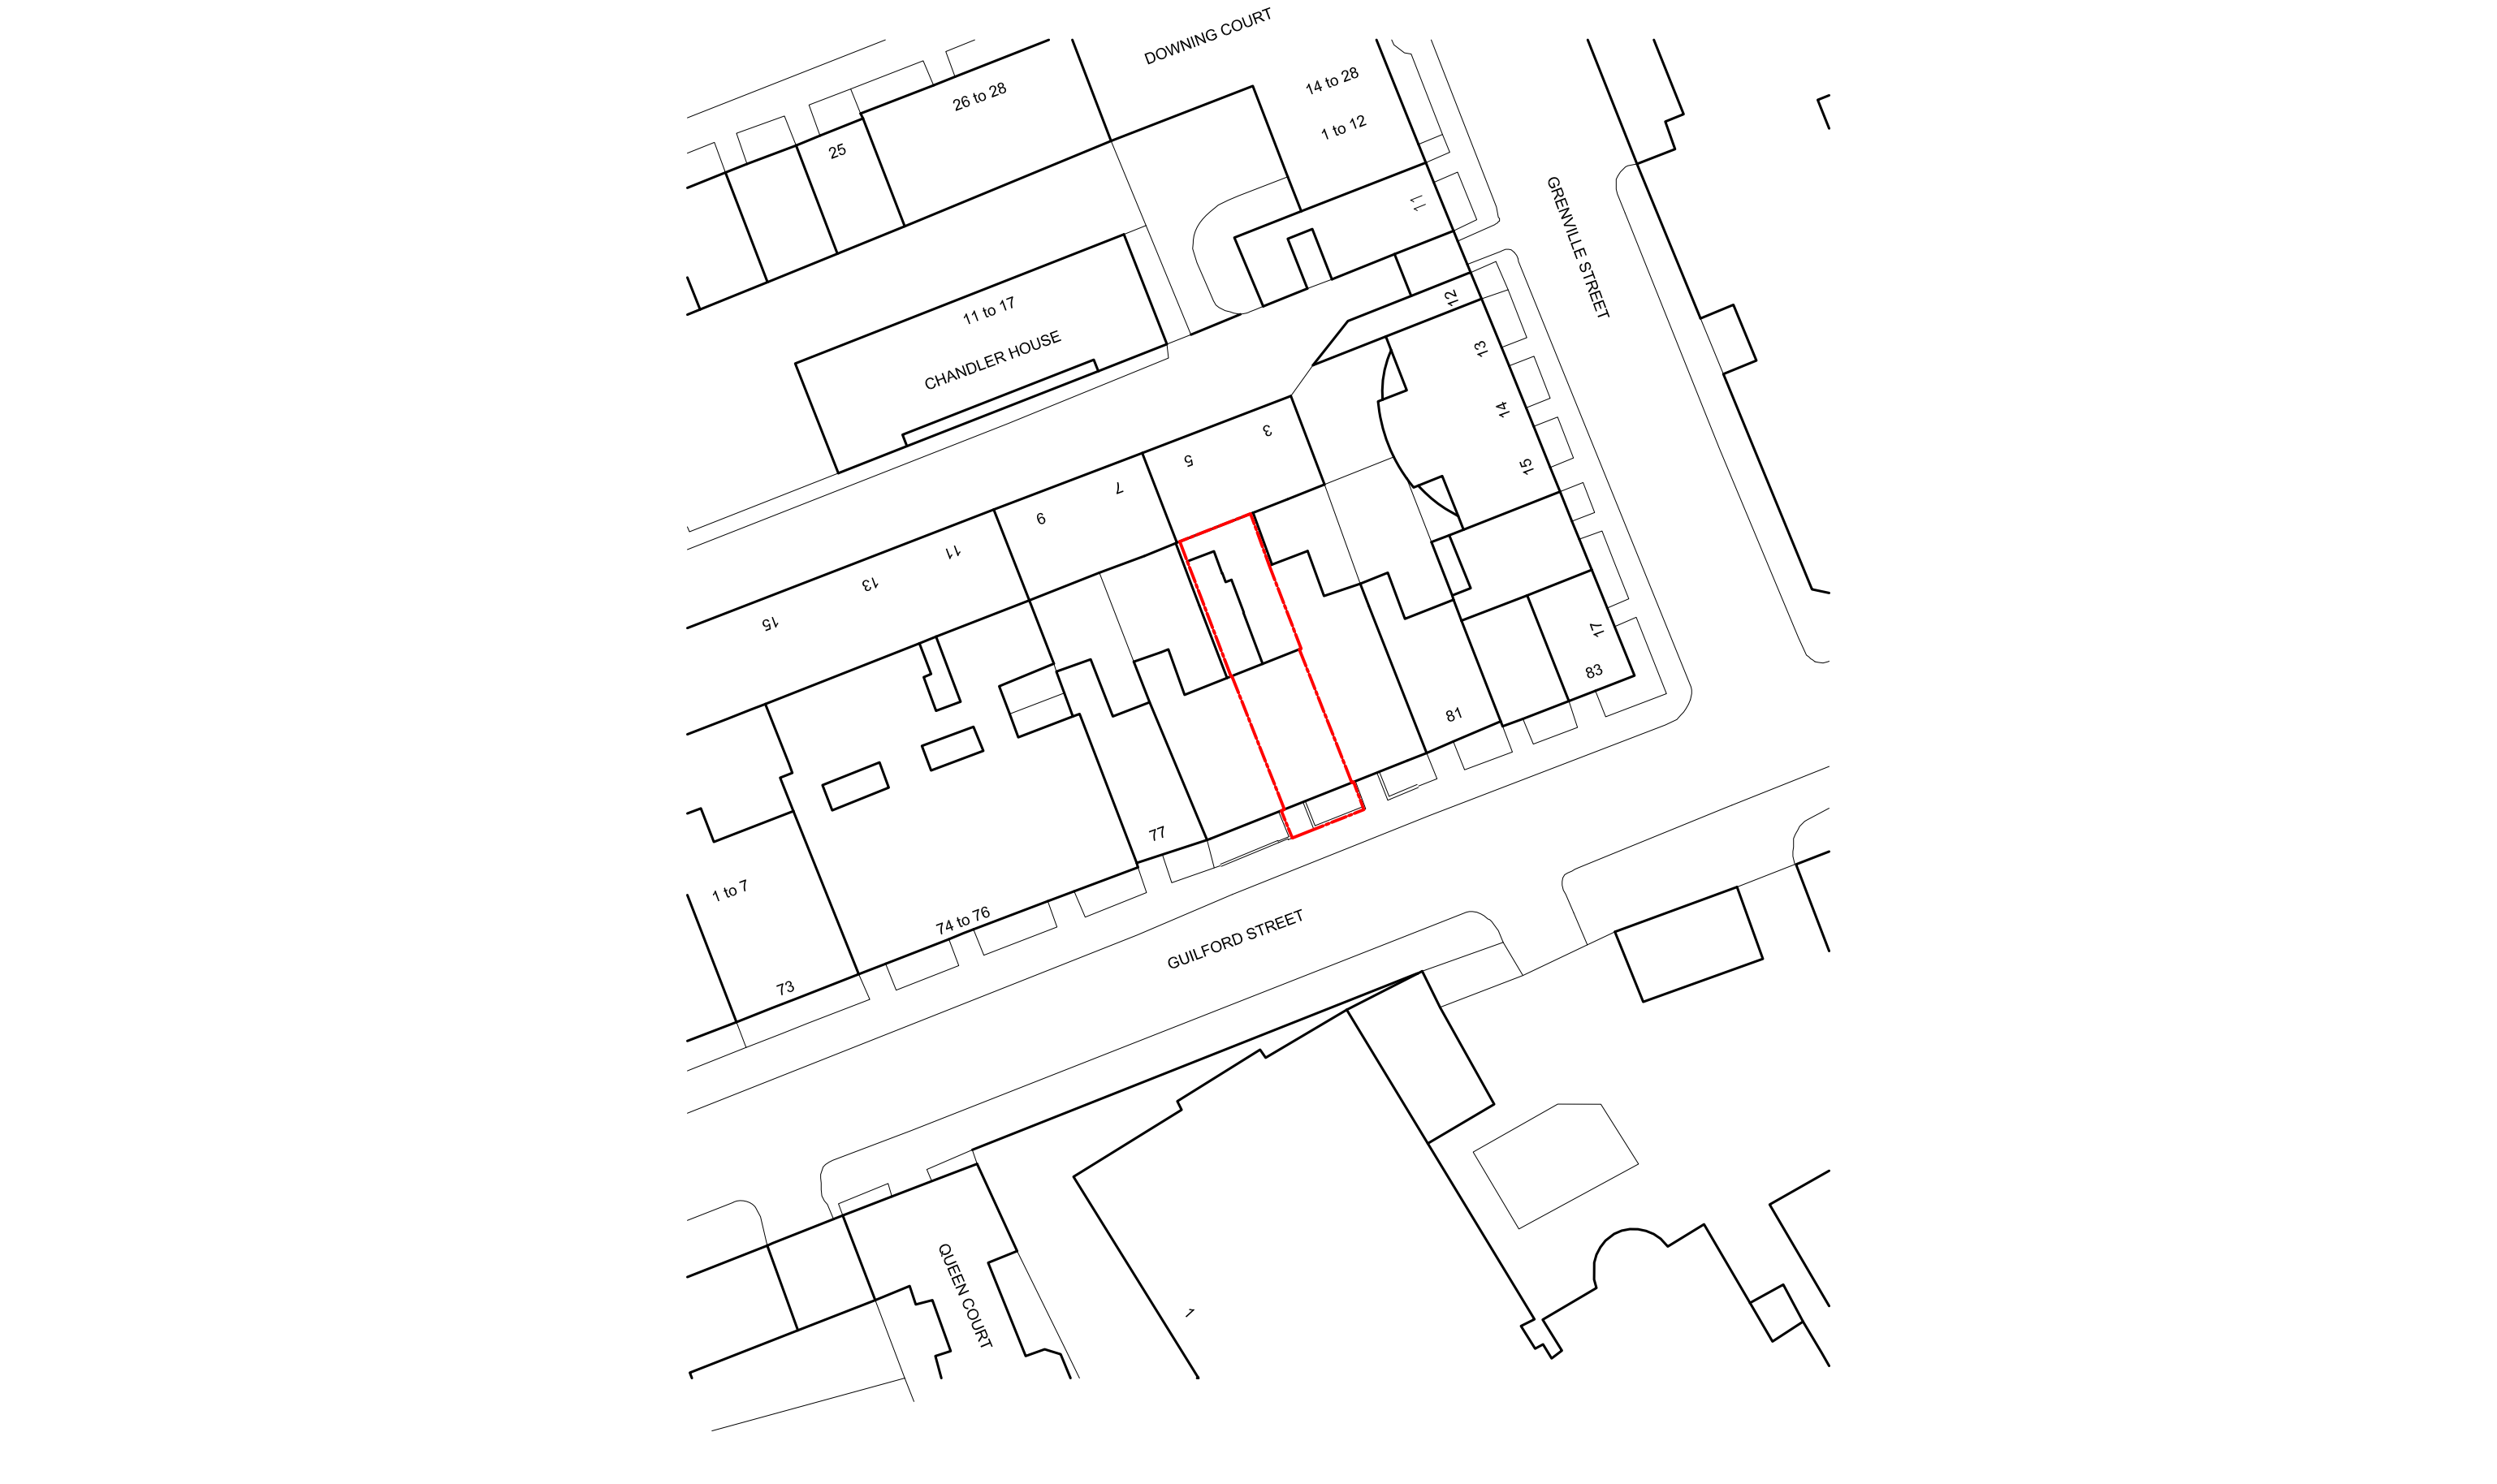 DOWNING COURT
26 to 28
14 to 28
1 to 12
25
11
GRENVILLE STREET
11 to 17
CHANDLER HOUSE
12
13
14
15
3
5
7
9
11
13
15
17
83
81
77
1 to 7
74 to 76
73
GUILFORD STREET
QUEEN COURT
1